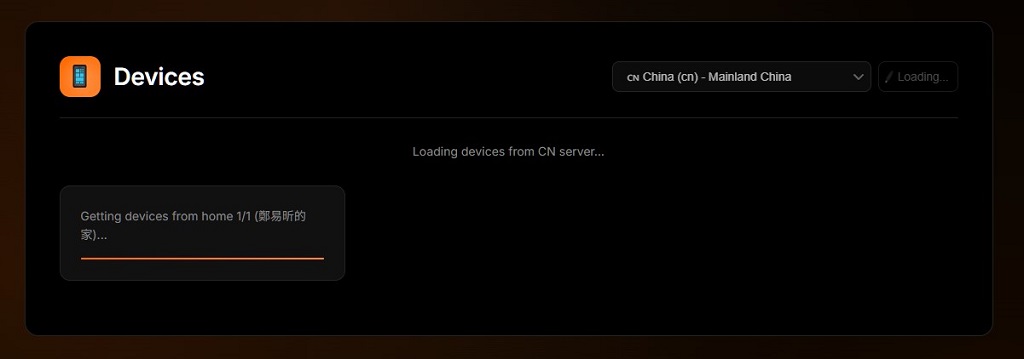 Devices
CN China (cn) - Mainland China
Loading...
Loading devices from CN server...
Getting devices from home 1/1 (鄭易昕的
家)...